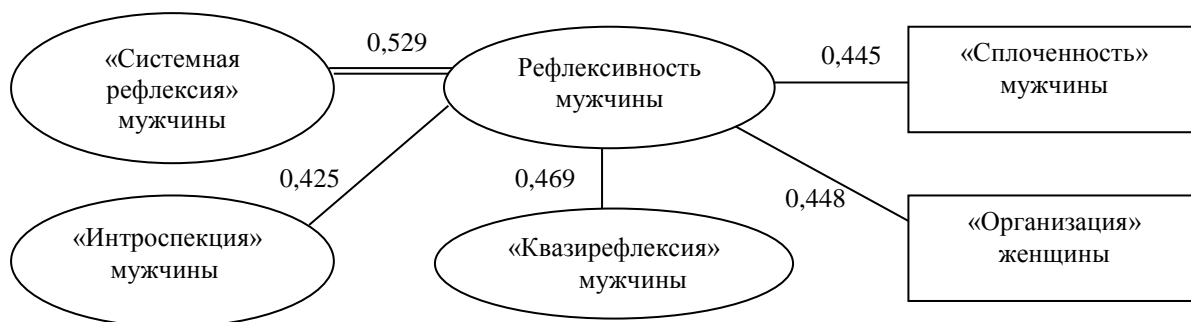 «Системная
рефлексия»
мужчины
0,529
Рефлексивность
мужчины
0,445
«Сплоченность»
мужчины
0,425
0,469
0,448
«Интроспекция»
мужчины
«Квазирефлексия»
мужчины
«Организация»
женщины